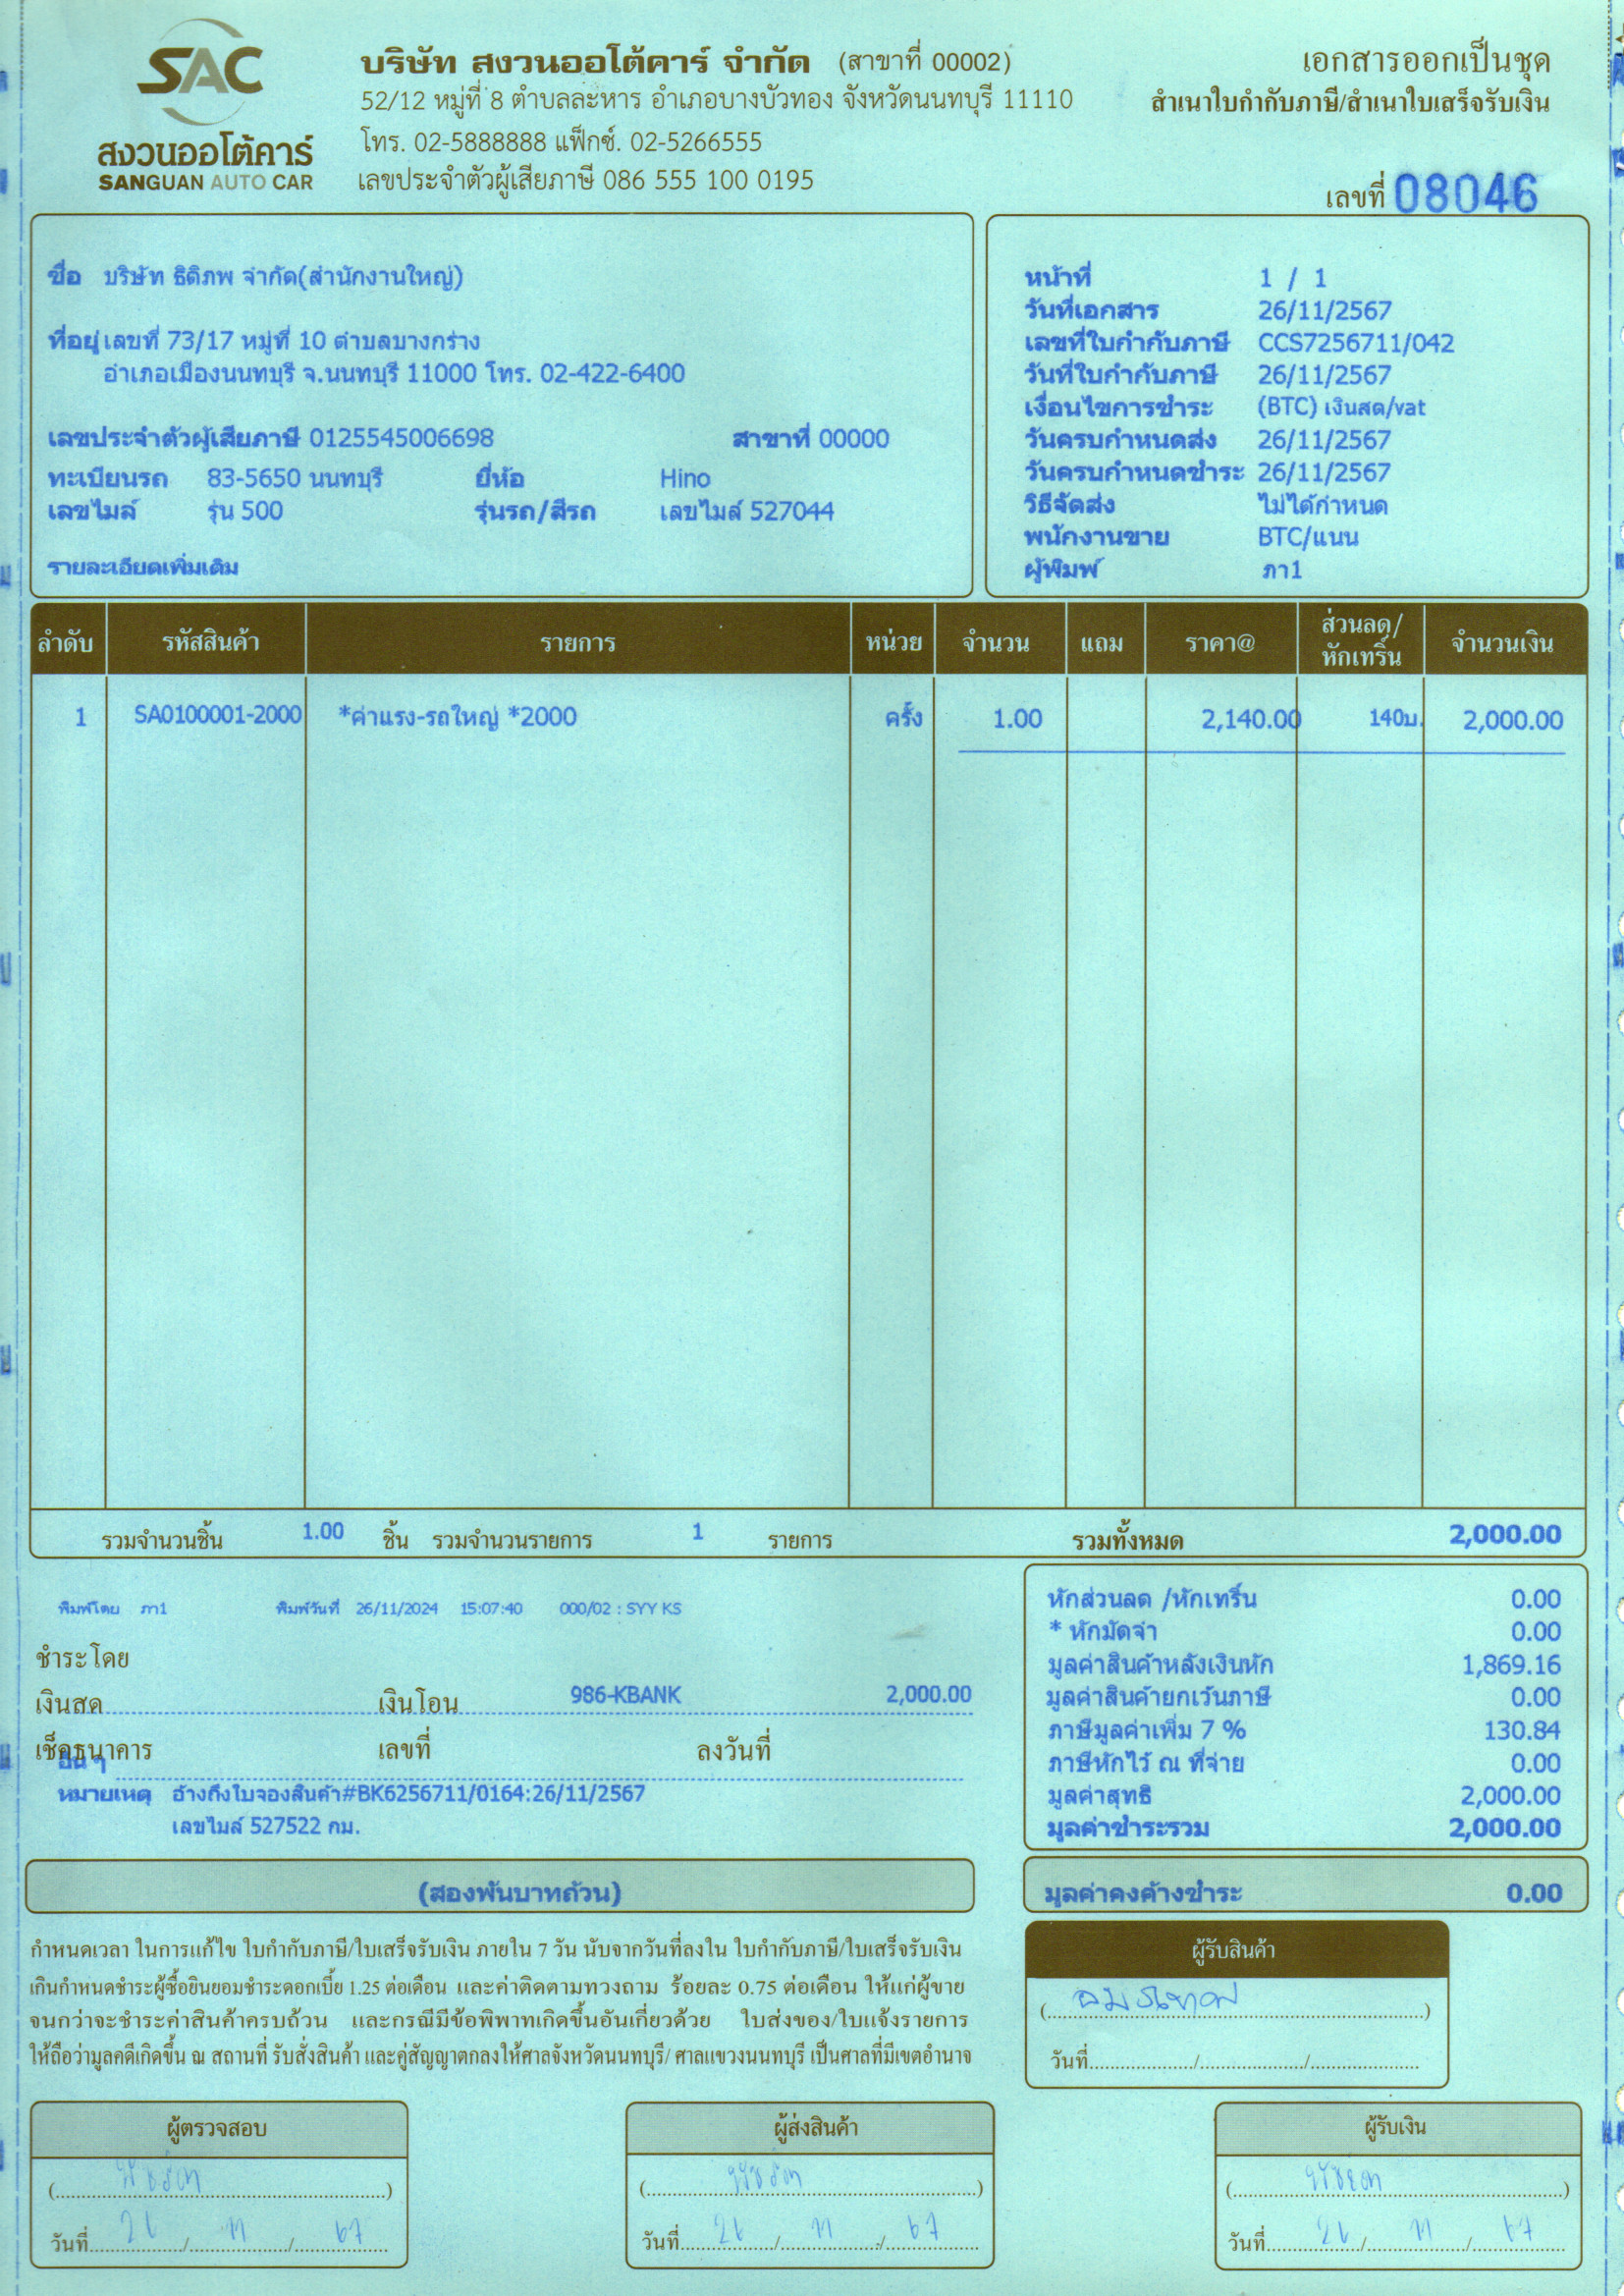 SAC
สงวนออโต้คาร์
SANGUAN AUTO CAR
บริษัท สงวนออโต้คาร์ จำกัด (สาขาที่ 00002)
52/12 หมู่ที่ 8 ตำบลละหาร อำเภอบางบัวทอง จังหวัดนนทบุรี 11110
โทร. 02-5888888 แฟ็กซ์. 02-5266555
เลขประจำตัวผู้เสียภาษี 086 555 100 0195
เอกสารออกเป็นชุด
สำเนาใบกำกับภาษี/สำเนาใบเสร็จรับเงิน
เลขที่ 08046
ชื่อ บริษัท ธิติภพ จำกัด(สำนักงานใหญ่)
ที่อยู่ เลขที่ 73/17 หมู่ที่ 10 ตำบลบางกร่าง
อำเภอเมืองนนทบุรี จ.นนทบุรี 11000 โทร. 02-422-6400
เลขประจำตัวผู้เสียภาษี 0125545006698 สาขาที่ 00000
ทะเบียนรถ 83-5650 นนทบุรี ยี่ห้อ Hino
เลขไมล์ รุ่น 500 รุ่นรถ/สีรถ เลขไมล์ 527044
รายละเอียดเพิ่มเติม
หน้าที่ 1 / 1
วันที่เอกสาร 26/11/2567
เลขที่ใบกำกับภาษี CCS7256711/042
วันที่ใบกำกับภาษี 26/11/2567
เงื่อนไขการชำระ (BTC) เงินสด/vat
วันครบกำหนดส่ง 26/11/2567
วันครบกำหนดชำระ 26/11/2567
วิธีจัดส่ง ไม่ได้กำหนด
พนักงานขาย BTC/แนน
ผู้พิมพ์ ภา1
ลำดับ รหัสสินค้า รายการ หน่วย จำนวน แถม ราคา@ ส่วนลด/หักเทริ์น จำนวนเงิน
1 SA0100001-2000 *ค่าแรง-รถใหญ่ *2000 ครั้ง 1.00 2,140.00 140บ. 2,000.00
รวมจำนวนชิ้น 1.00 ชิ้น รวมจำนวนรายการ 1 รายการ รวมทั้งหมด 2,000.00
พิมพ์โดย ภา1 พิมพ์วันที่ 26/11/2024 15:07:40 000/02 : SYY KS
ชำระโดย
เงินสด เงินโอน 986-KBANK 2,000.00
เช็คธนาคาร เลขที่ ลงวันที่
อื่น ๆ
หมายเหตุ อ้างถึงใบจองสินค้า#BK6256711/0164:26/11/2567
เลขไมล์ 527522 กม.
หักส่วนลด /หักเทริ์น 0.00
* หักมัดจำ 0.00
มูลค่าสินค้าหลังเงินหัก 1,869.16
มูลค่าสินค้ายกเว้นภาษี 0.00
ภาษีมูลค่าเพิ่ม 7 % 130.84
ภาษีหักไว้ ณ ที่จ่าย 0.00
มูลค่าสุทธิ 2,000.00
มูลค่าชำระรวม 2,000.00
(สองพันบาทถ้วน)
มูลค่าคงค้างชำระ 0.00
กำหนดเวลา ในการแก้ไข ใบกำกับภาษี/ใบเสร็จรับเงิน ภายใน 7 วัน นับจากวันที่ลงใน ใบกำกับภาษี/ใบเสร็จรับเงิน
เกินกำหนดชำระผู้ซื้อยินยอมชำระดอกเบี้ย 1.25 ต่อเดือน และค่าติดตามทวงถาม ร้อยละ 0.75 ต่อเดือน ให้แก่ผู้ขาย
จนกว่าจะชำระค่าสินค้าครบถ้วน และกรณีมีข้อพิพาทเกิดขึ้นอันเกี่ยวด้วย ใบส่งของ/ใบแจ้งรายการ
ให้ถือว่ามูลคดีเกิดขึ้น ณ สถานที่ รับสั่งสินค้า และคู่สัญญาตกลงให้ศาลจังหวัดนนทบุรี/ ศาลแขวงนนทบุรี เป็นศาลที่มีเขตอำนาจ
ผู้รับสินค้า
วันที่ / /
ผู้ตรวจสอบ
วันที่ 26 / 11 / 67
ผู้ส่งสินค้า
วันที่ 26 / 11 / 67
ผู้รับเงิน
วันที่ 26 / 11 / 67